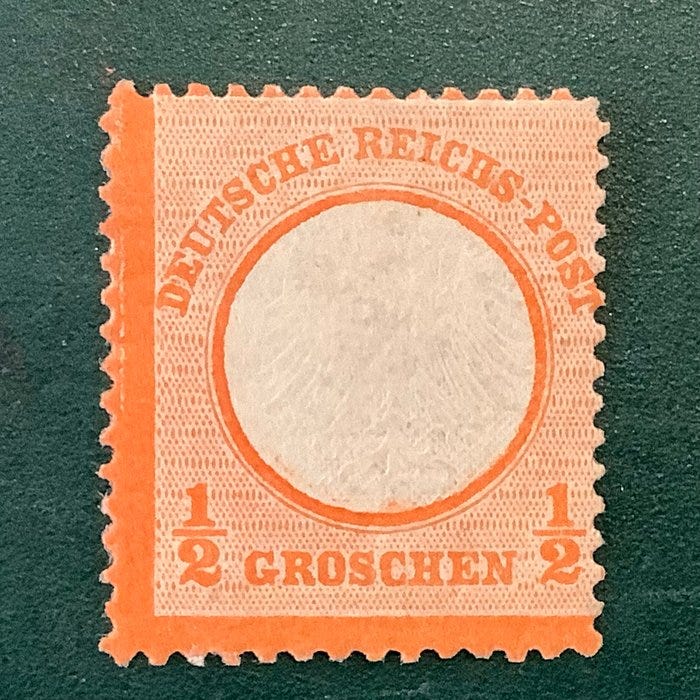 DEUTSCHE REICHS-POST
1/2 GROSCHEN 1/2